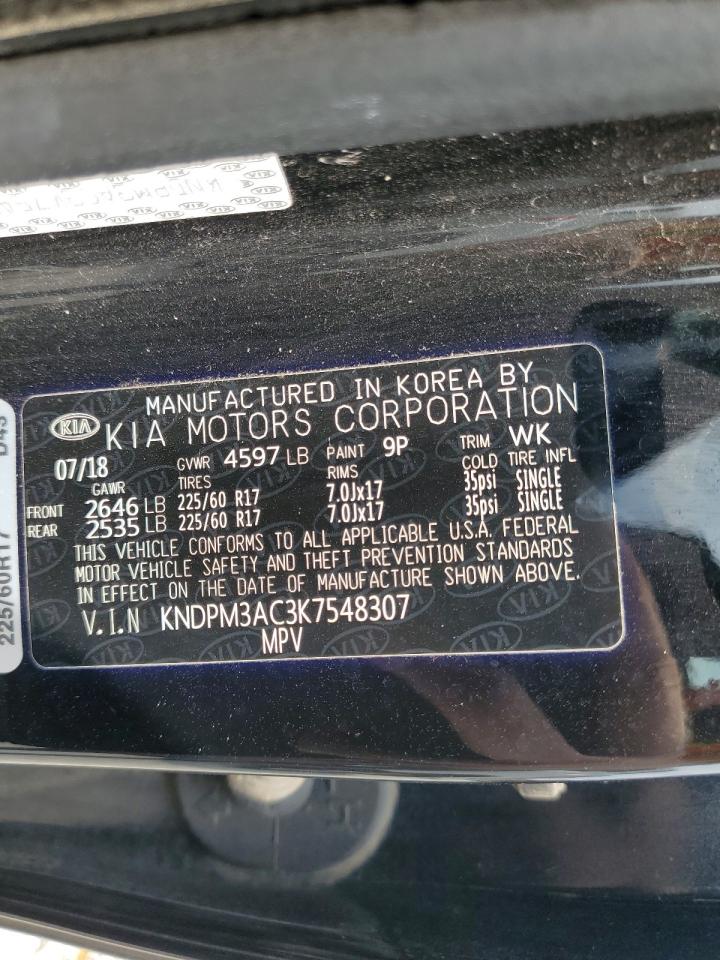 MANUFACTURED IN KOREA BY
KIA KIA MOTORS CORPORATION
07/18 GVWR 4597 LB PAINT 9P TRIM WK
GAWR TIRES RIMS COLD TIRE INFL
FRONT 2646 LB 225/60 R17 7.0Jx17 35psi SINGLE
REAR 2535 LB 225/60 R17 7.0Jx17 35psi SINGLE
THIS VEHICLE CONFORMS TO ALL APPLICABLE U.S.A. FEDERAL
MOTOR VEHICLE SAFETY AND THEFT PREVENTION STANDARDS
IN EFFECT ON THE DATE OF MANUFACTURE SHOWN ABOVE.
V.I.N KNDPM3AC3K7548307
MPV
225/60R17